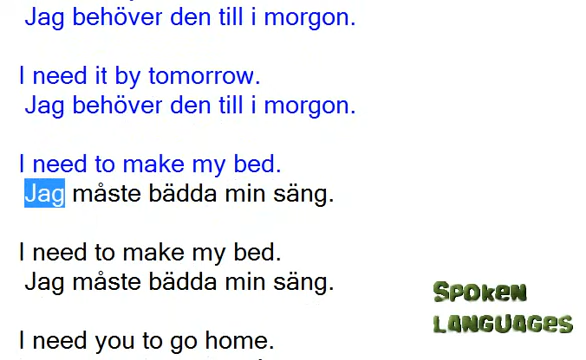 Jag behöver den till i morgon.
I need it by tomorrow.
Jag behöver den till i morgon.
I need to make my bed.
Jag måste bädda min säng.
I need to make my bed.
Jag måste bädda min säng.
Spoken
Languages
I need you to go home.